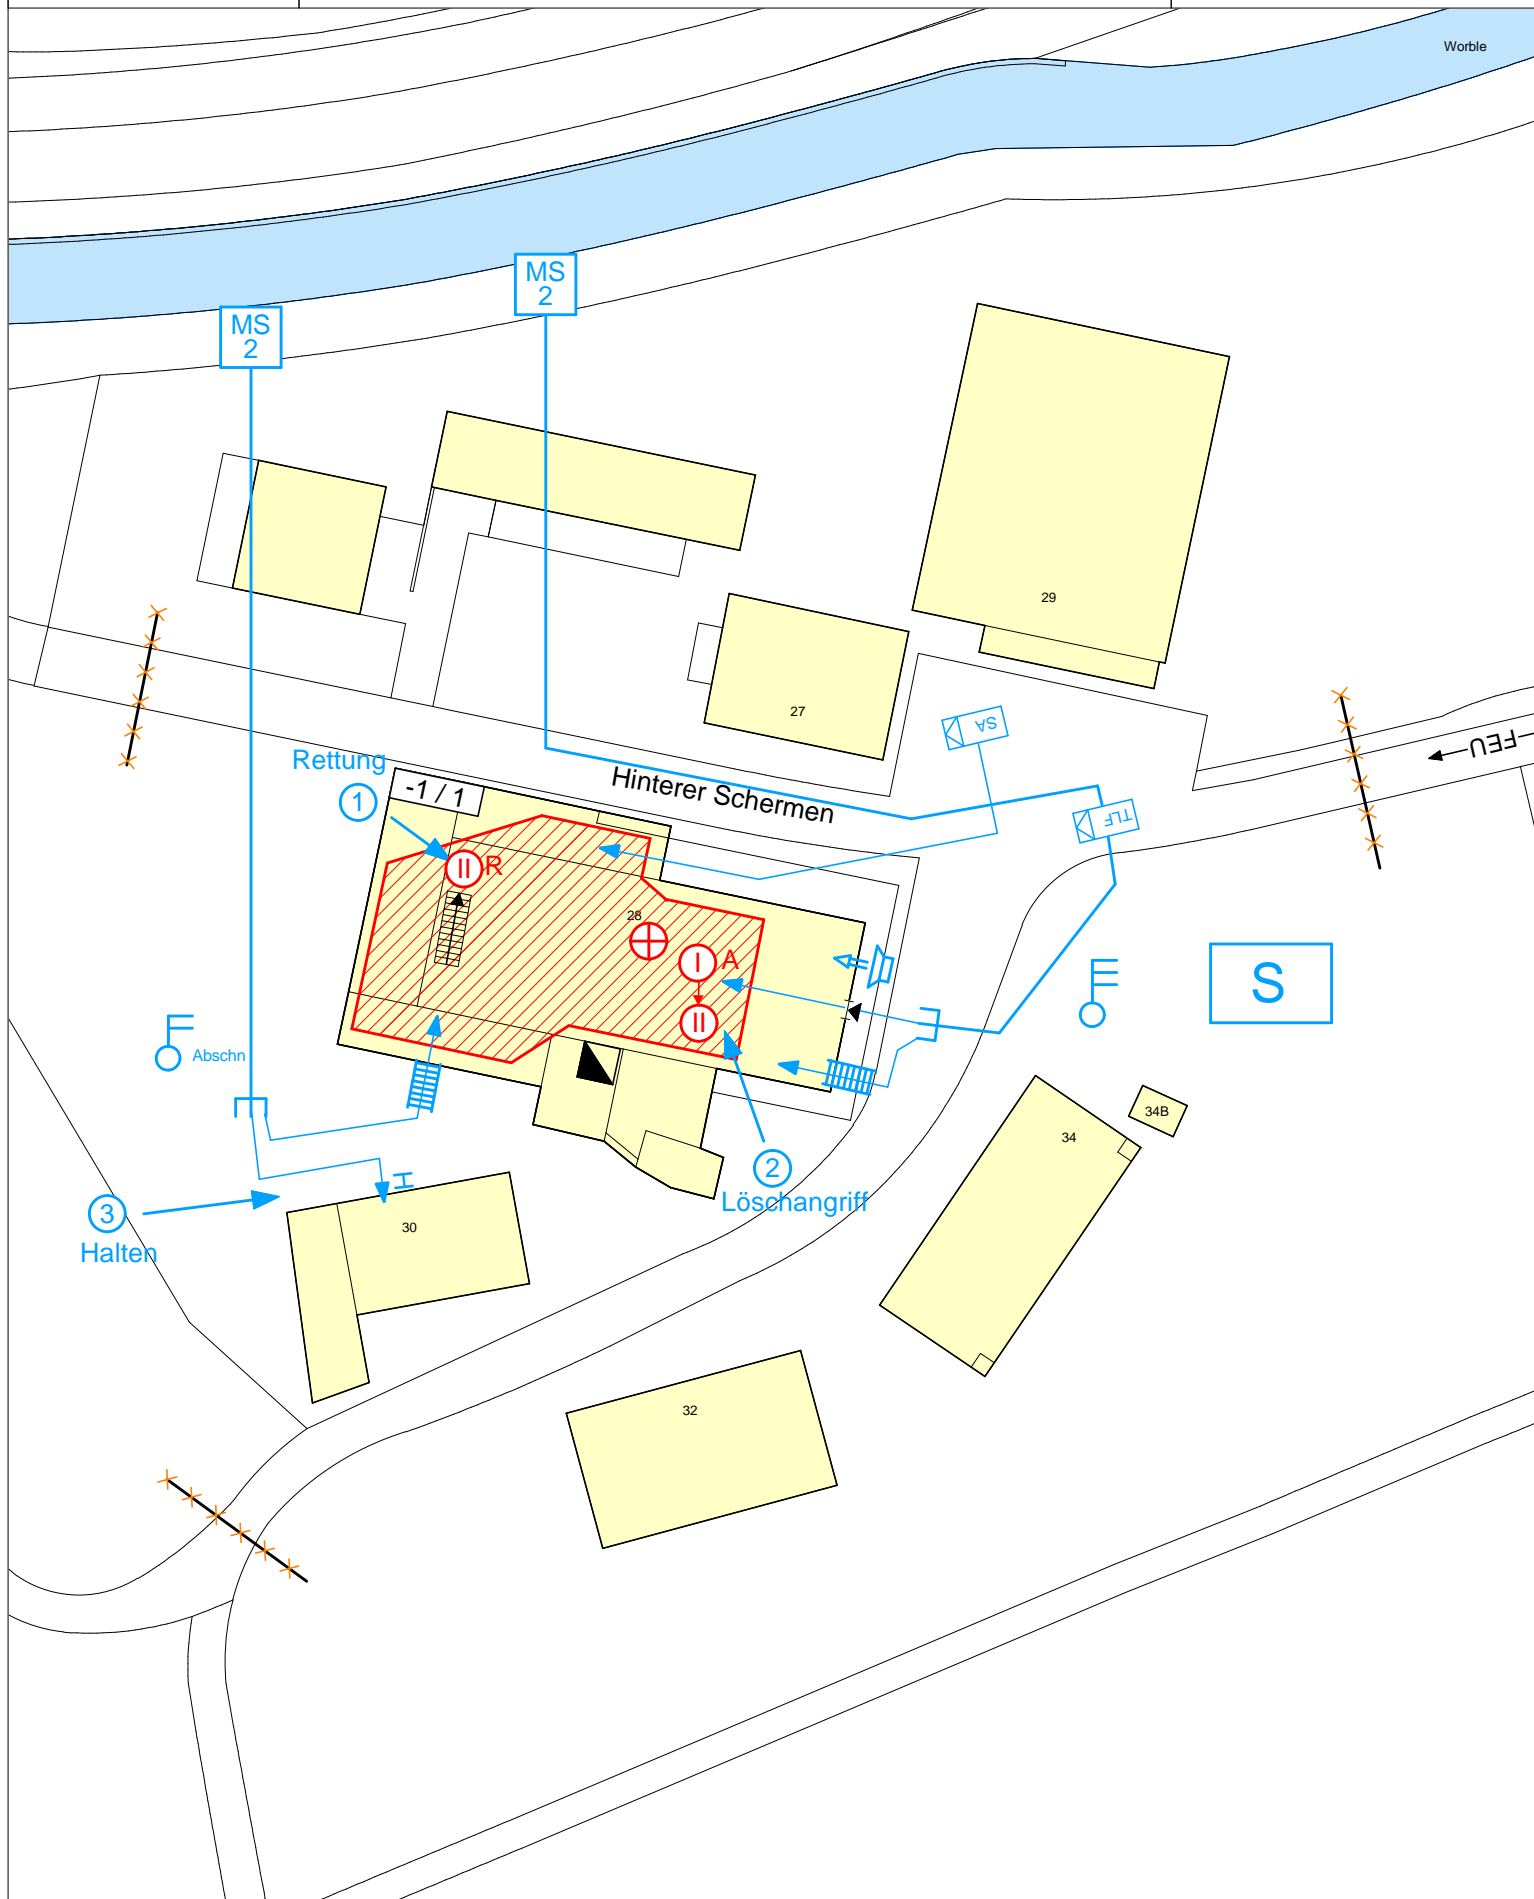 Worble
MS
2
MS
2
29
27
SA
FEU
Rettung
1
-1 / 1
Hinterer Schermen
TLF
II
R
28
I
A
II
S
Abschn
34B
34
2
Löschangriff
3
Halten
30
32